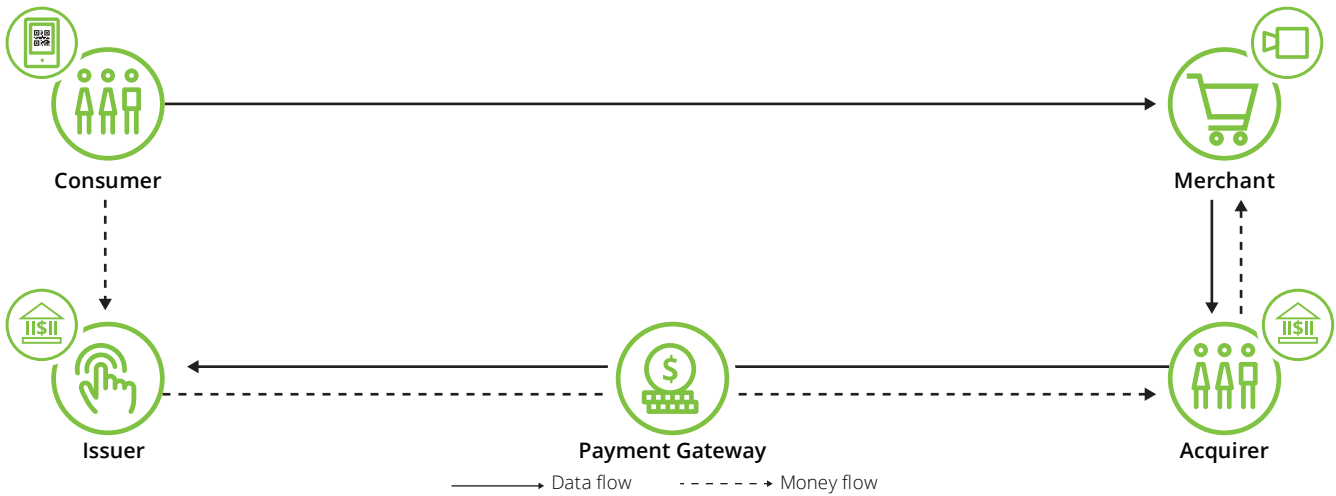 Consumer
Merchant
||$||
||$||
$
Issuer
Payment Gateway
Acquirer
Data flow
Money flow